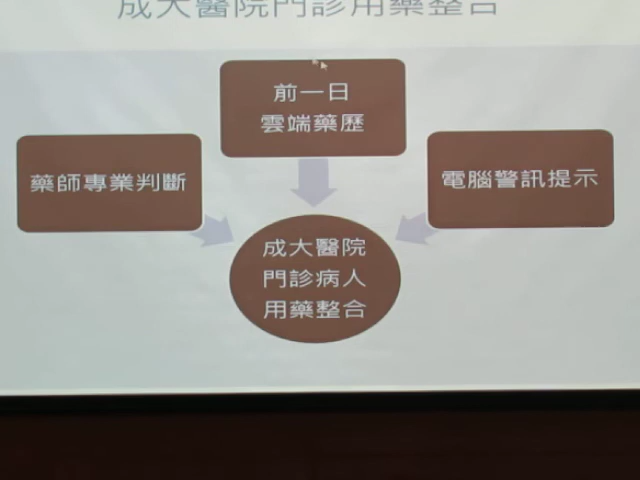 成大醫院門診用藥整合
前一日
雲端藥歷
藥師專業判斷
電腦警訊提示
成大醫院
門診病人
用藥整合